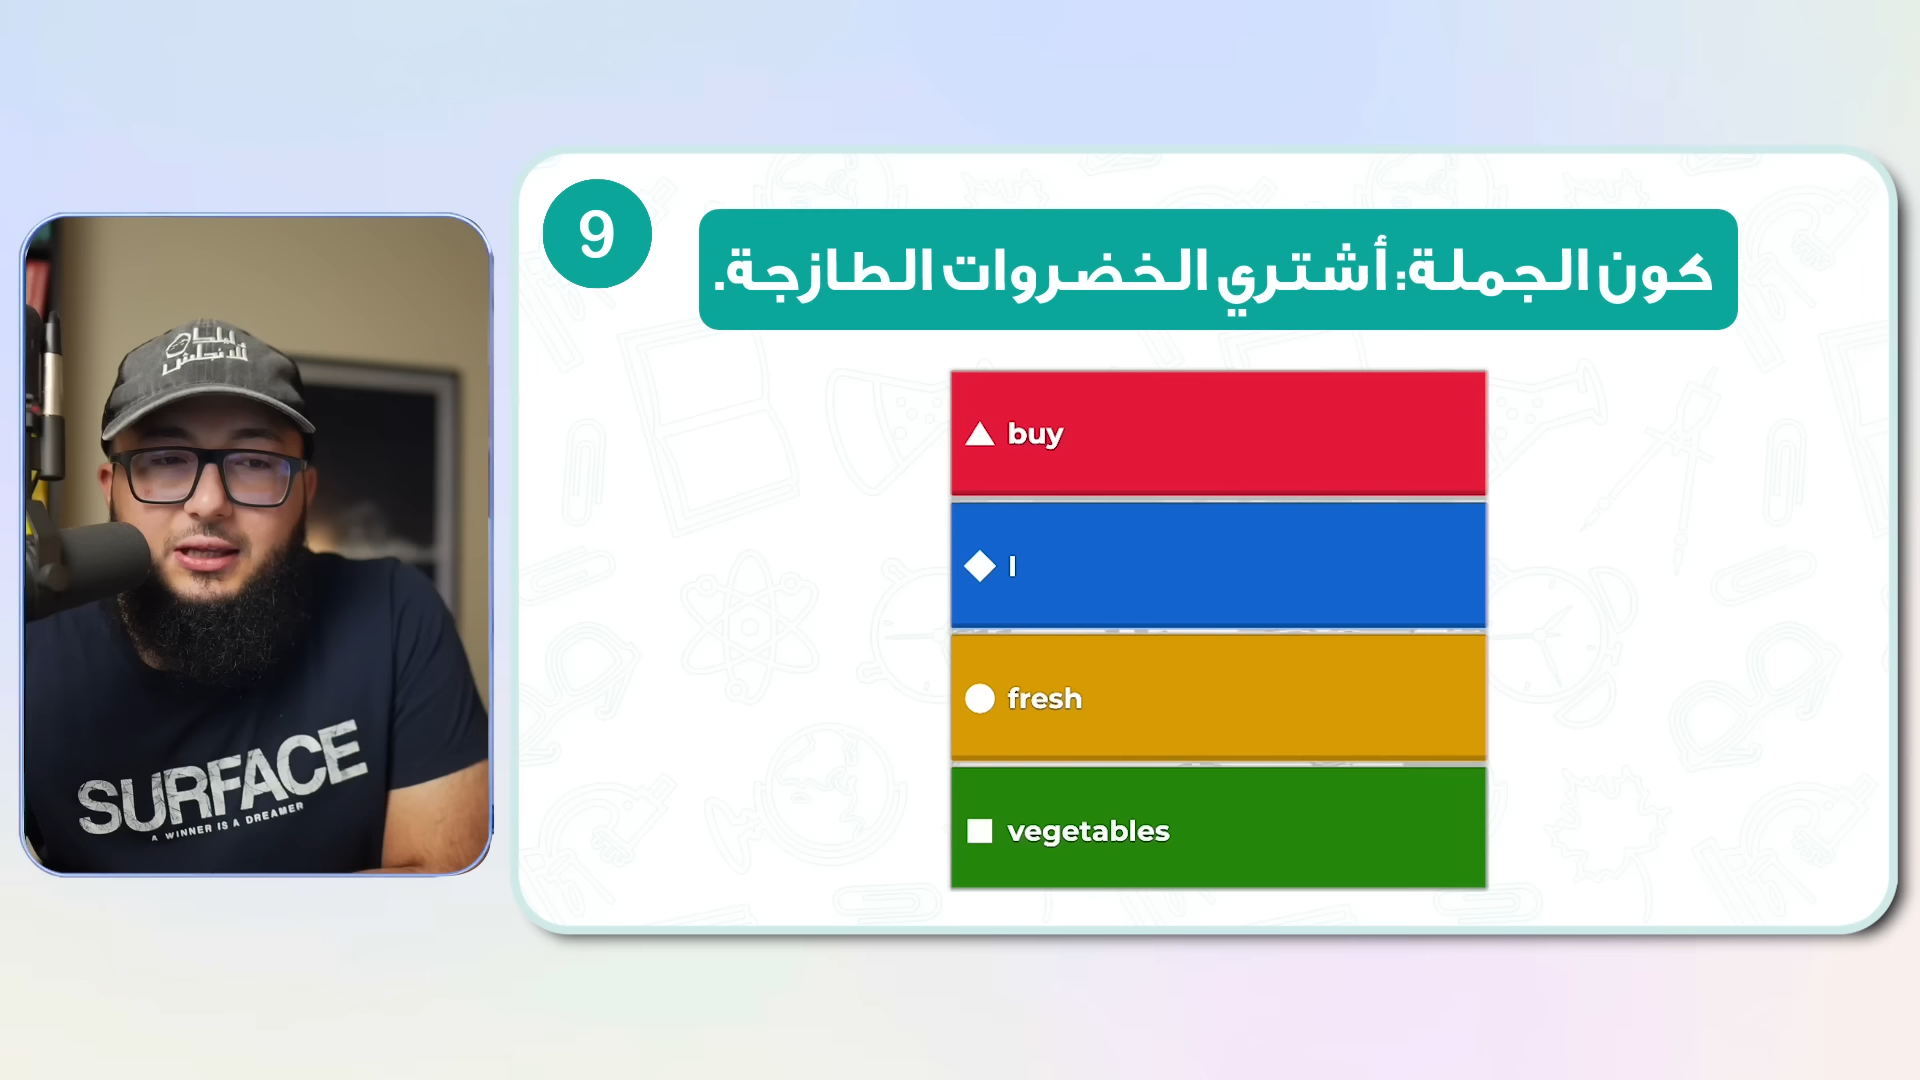 9
كون الجملة: أشتري الخضروات الطازجة.
buy
I
fresh
vegetables
SURFACE
A WINNER IS A DREAMER